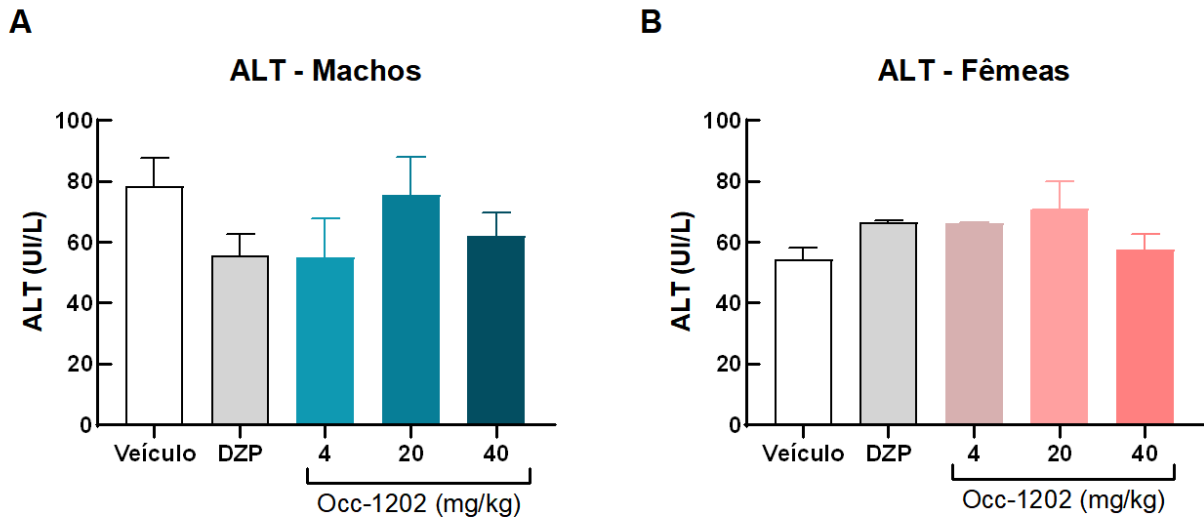 A
ALT - Machos
ALT (UI/L)
100
80
60
40
20
0
Veículo DZP 4 20 40
Occ-1202 (mg/kg)
B
ALT - Fêmeas
ALT (UI/L)
100
80
60
40
20
0
Veículo DZP 4 20 40
Occ-1202 (mg/kg)